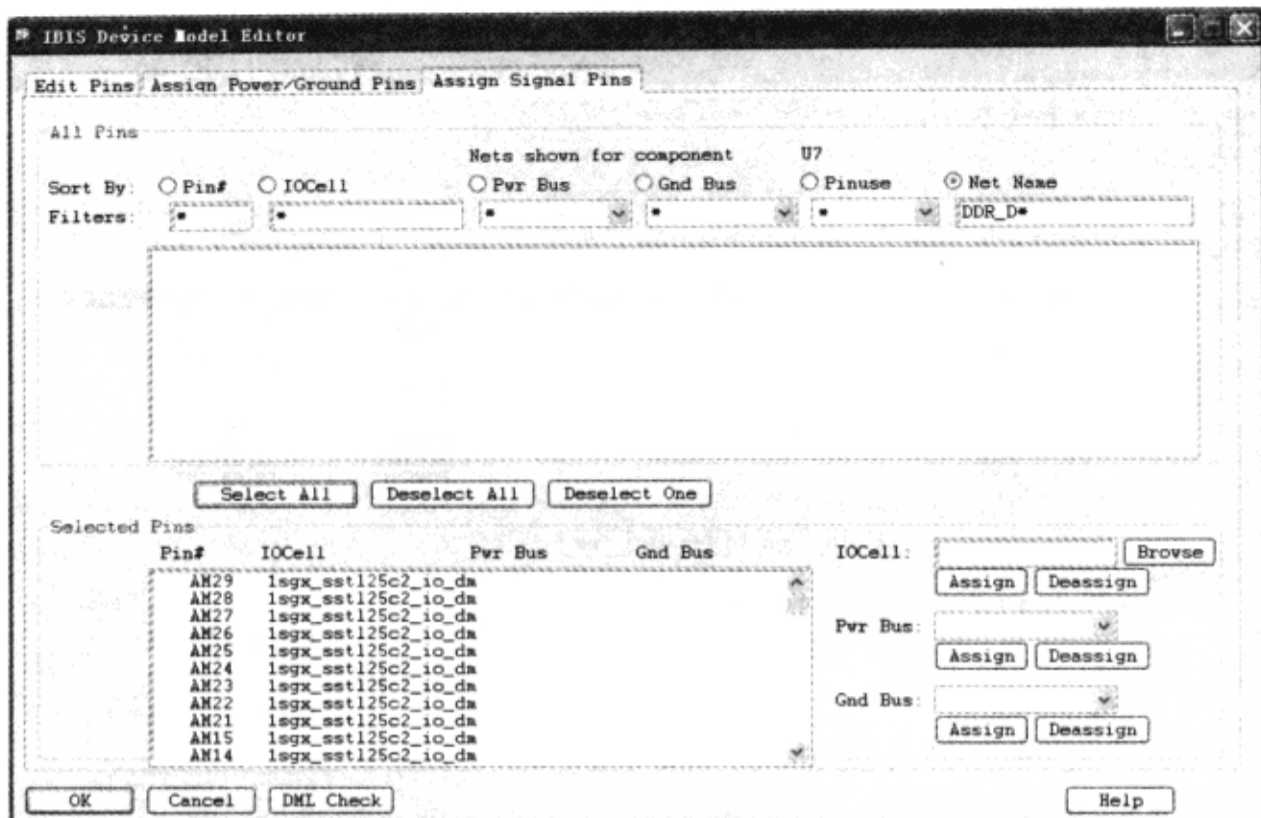 IBIS Device Model Editor
Edit Pins Assign Power/Ground Pins Assign Signal Pins
All Pins
Nets shown for component U7
Sort By: Pin# IOCell Pwr Bus Gnd Bus Pinuse Net Name
Filters: * * * * * DDR_D*
Select All Deselect All Deselect One
Selected Pins
Pin# IOCell Pwr Bus Gnd Bus
AM29 1sgx_sstl25c2_io_dm
AM28 1sgx_sstl25c2_io_dm
AM27 1sgx_sstl25c2_io_dm
AM26 1sgx_sstl25c2_io_dm
AM25 1sgx_sstl25c2_io_dm
AM24 1sgx_sstl25c2_io_dm
AM23 1sgx_sstl25c2_io_dm
AM22 1sgx_sstl25c2_io_dm
AM21 1sgx_sstl25c2_io_dm
AM15 1sgx_sstl25c2_io_dm
AM14 1sgx_sstl25c2_io_dm
IOCell: Browse
Assign Deassign
Pwr Bus:
Assign Deassign
Gnd Bus:
Assign Deassign
OK Cancel DML Check Help